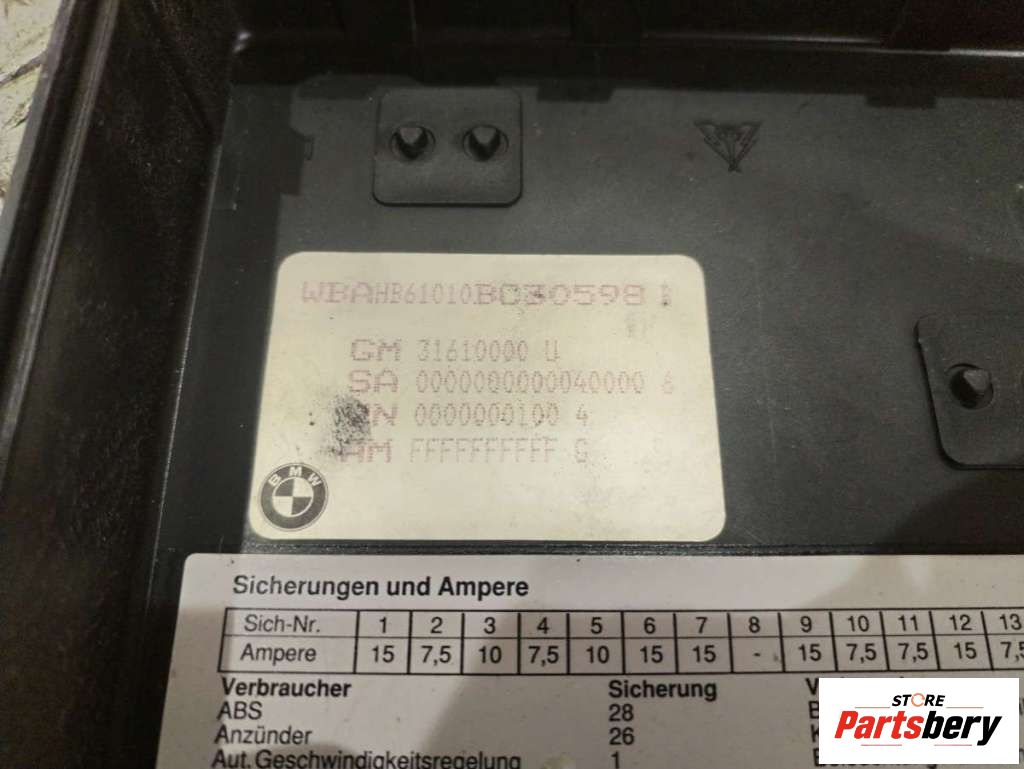 WBAHB61010BC30598
GM 31610000 U
SA 0000000000040000 6
0000000100 4
FFFFFFFFFF G
BMW
Sicherungen und Ampere
Sich-Nr. 1 2 3 4 5 6 7 8 9 10 11 12 13
Ampere 15 7,5 10 7,5 10 15 15 - 15 7,5 7,5 15 7,5
Verbraucher Sicherung
ABS 28
Anzünder 26
Aut. Geschwindigkeitsregelung 1
STORE
Partsbery